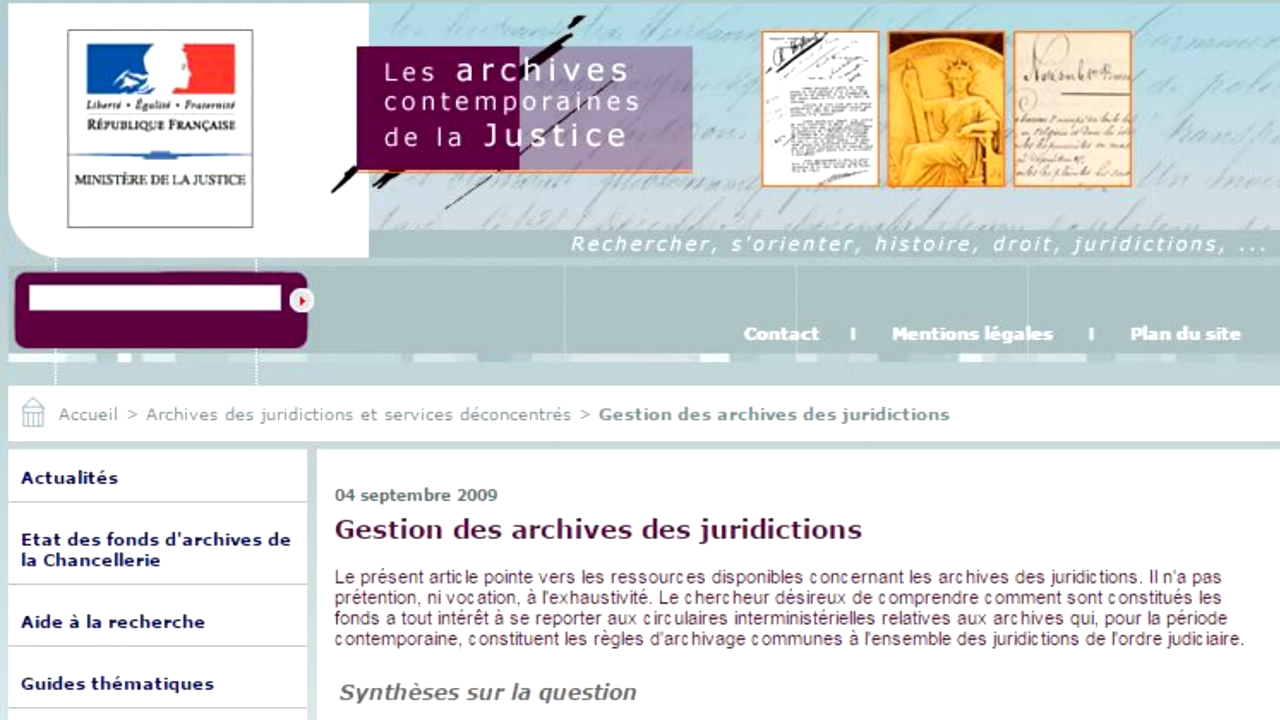 Liberté • Égalité • Fraternité
RÉPUBLIQUE FRANÇAISE
MINISTÈRE DE LA JUSTICE
Les archives
contemporaines
de la Justice
Rechercher, s'orienter, histoire, droit, juridictions, ...
Contact I Mentions légales I Plan du site
Accueil > Archives des juridictions et services déconcentrés > Gestion des archives des juridictions
Actualités
Etat des fonds d'archives de
la Chancellerie
Aide à la recherche
Guides thématiques
04 septembre 2009
Gestion des archives des juridictions
Le présent article pointe vers les ressources disponibles concernant les archives des juridictions. Il n'a pas
prétention, ni vocation, à l'exhaustivité. Le chercheur désireux de comprendre comment sont constitués les
fonds a tout intérêt à se reporter aux circulaires interministérielles relatives aux archives qui, pour la période
contemporaine, constituent les règles d'archivage communes à l'ensemble des juridictions de l'ordre judiciaire.
Synthèses sur la question